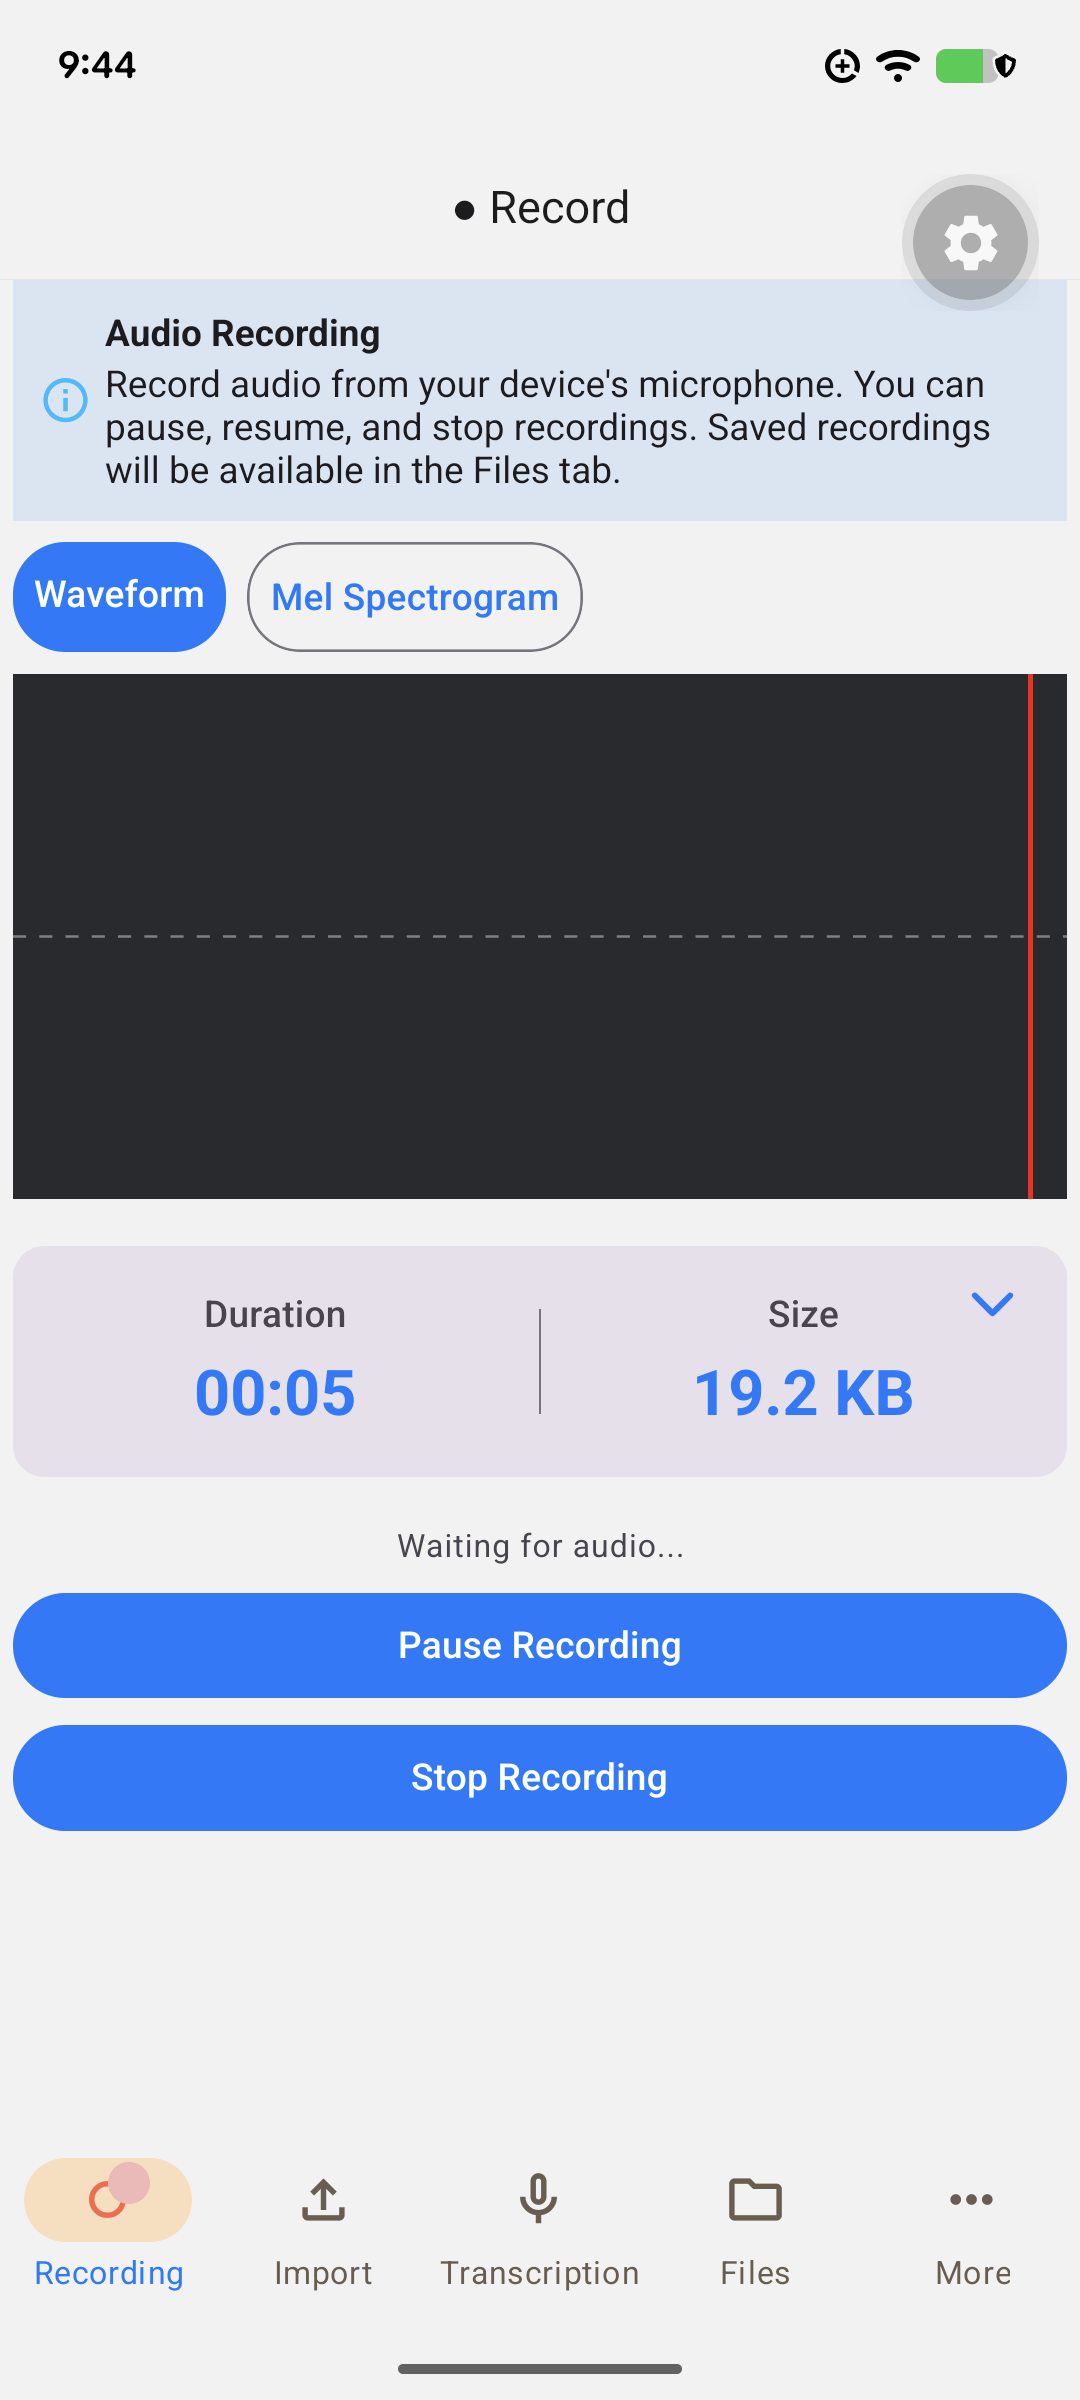 9:44
Record
Audio Recording
Record audio from your device's microphone. You can
pause, resume, and stop recordings. Saved recordings
will be available in the Files tab.
Waveform
Mel Spectrogram
Duration
Size
00:05
19.2 KB
Waiting for audio...
Pause Recording
Stop Recording
Recording
Import
Transcription
Files
More